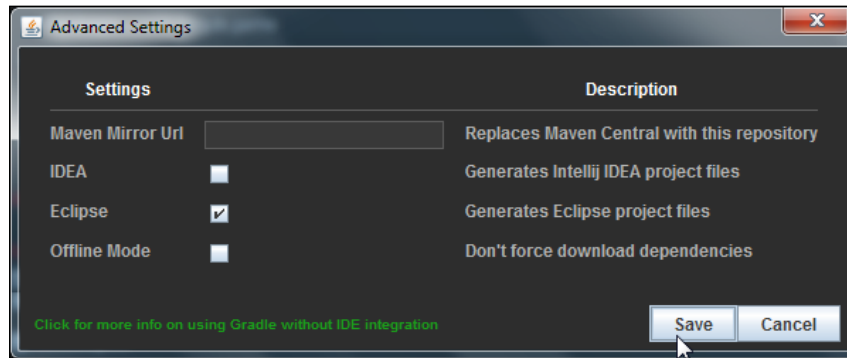 Advanced Settings
Settings Description
Maven Mirror Url Replaces Maven Central with this repository
IDEA Generates Intellij IDEA project files
Eclipse Generates Eclipse project files
Offline Mode Don't force download dependencies
Click for more info on using Gradle without IDE integration Save Cancel